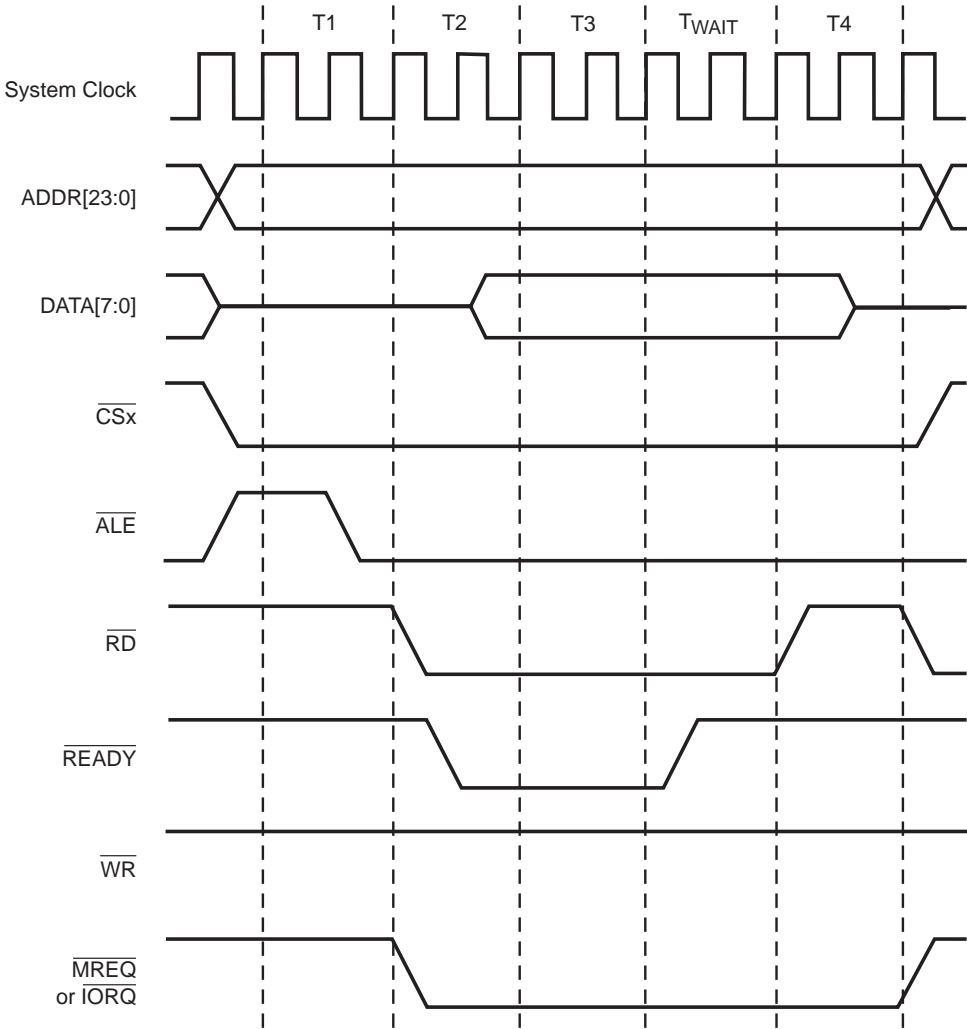 T1 T2 T3 TWAIT T4
System Clock
ADDR[23:0]
DATA[7:0]
CSx
ALE
RD
READY
WR
MREQ
or IORQ